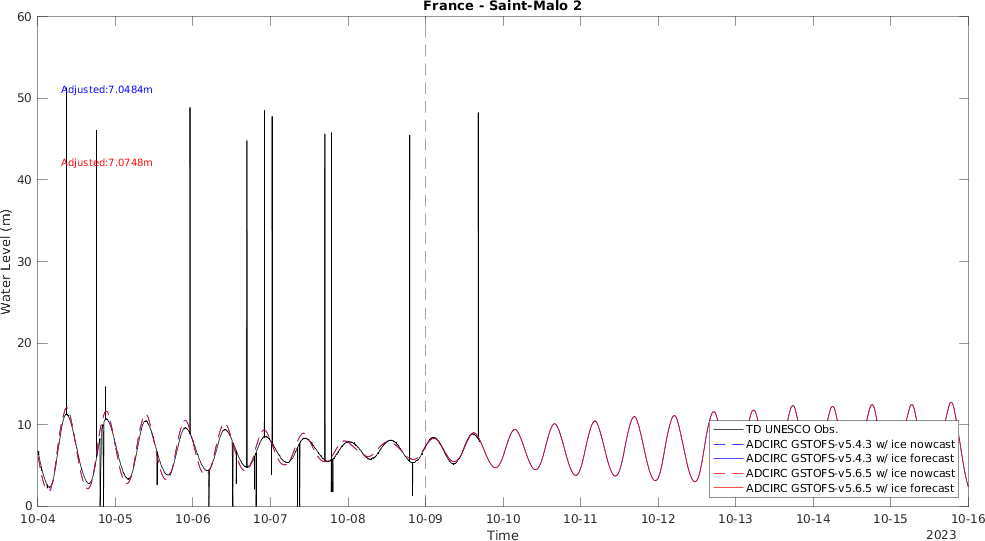 France - Saint-Malo 2
60
50
40
30
20
10
0
Water Level (m)
Adjusted:7.0484m
Adjusted:7.0748m
TD UNESCO Obs.
ADCIRC GSTOFS-v5.4.3 w/ ice nowcast
ADCIRC GSTOFS-v5.4.3 w/ ice forecast
ADCIRC GSTOFS-v5.6.5 w/ ice nowcast
ADCIRC GSTOFS-v5.6.5 w/ ice forecast
10-04 10-05 10-06 10-07 10-08 10-09 10-10 10-11 10-12 10-13 10-14 10-15 10-16
Time
2023